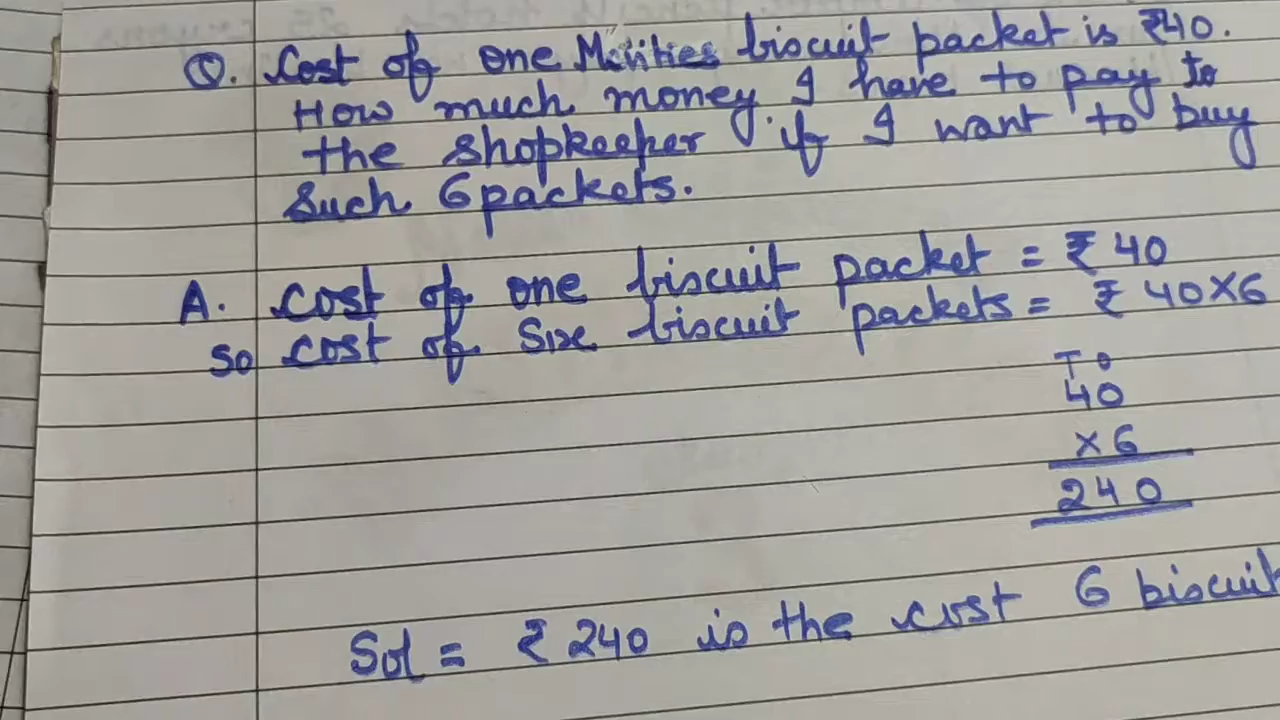 Q. Cost of one biscuit packet is ₹40.
How much money I have to pay to
the shopkeeper if I want to buy
such 6 packets.
A. Cost of one biscuit packet = ₹ 40
So cost of Six biscuit packets = ₹ 40×6
T O
40
×6
240
Sol = ₹ 240 is the cost 6 biscuit